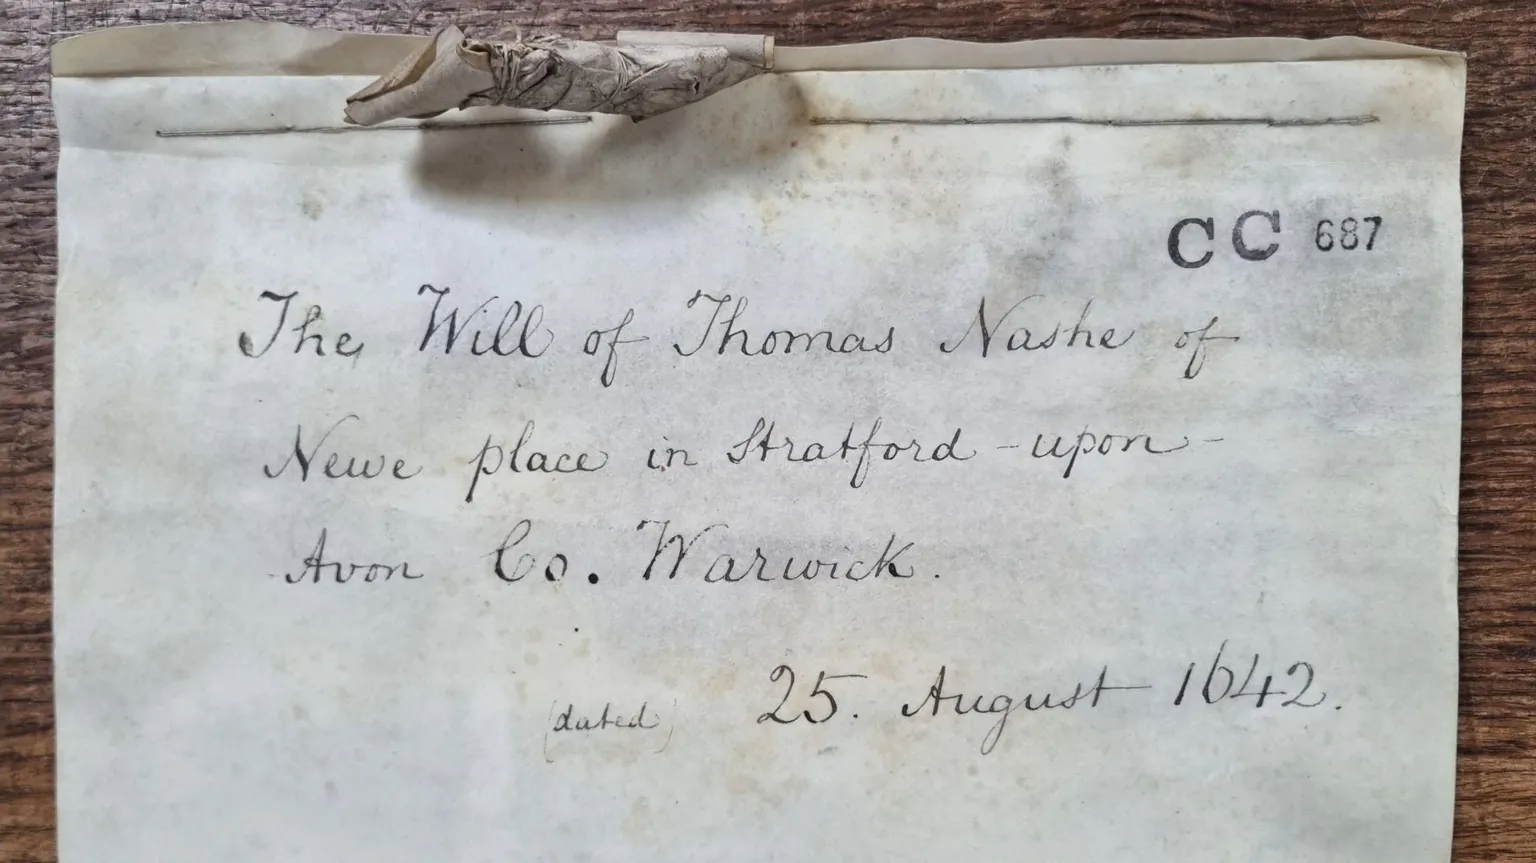 CC 687
The Will of Thomas Nashe of
Newe place in Stratford - upon -
Avon Co. Warwick.
(dated) 25. August 1642.